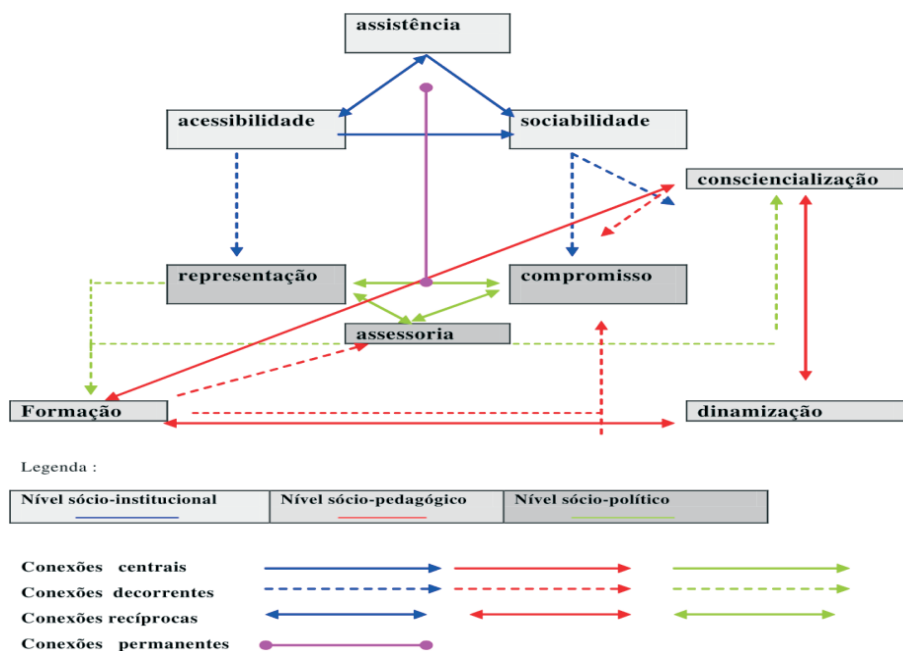 assistência
acessibilidade
sociabilidade
consciencialização
representação
compromisso
assessoria
Formação
dinamização
Legenda :
Nível sócio-institucional
Nível sócio-pedagógico
Nível sócio-político
Conexões centrais
Conexões decorrentes
Conexões recíprocas
Conexões permanentes